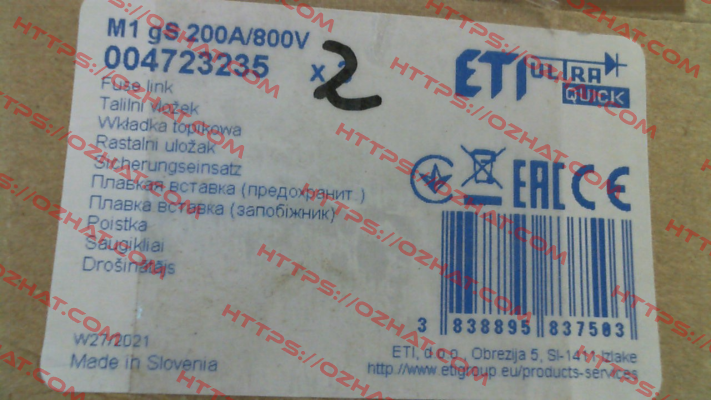 M1 gS 200A/800V
004723235 x 2
ETI ULTRA QUICK
Fuse link
Talilni vložek
Wkładka topikowa
Rastalni uložak
Sicherungseinsatz
Плавкая вставка (предохранит.)
Плавка вставка (запобіжник)
Poistka
Saugikliai
Drošinātājs
EAC CE
3 838895 837503
W27/2021
Made in Slovenia
ETI, d.o.o., Obrezija 5, SI-1411 Izlake
http://www.etigroup.eu/products-services
HTTPS://OZHAT.COM